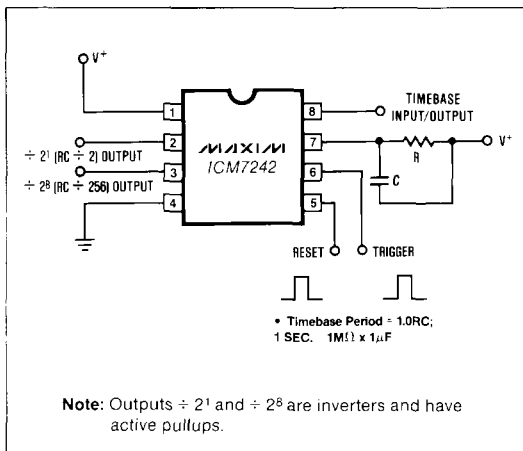 V+
1
8
TIMEBASE
INPUT/OUTPUT
MAXIM
ICM7242
2
7
R
V+
÷ 2¹ (RC ÷ 2) OUTPUT
3
6
C
÷ 2⁸ (RC ÷ 256) OUTPUT
4
5
RESET
TRIGGER
• Timebase Period = 1.0RC;
1 SEC. 1MΩ x 1µF
Note: Outputs ÷ 2¹ and ÷ 2⁸ are inverters and have
active pullups.